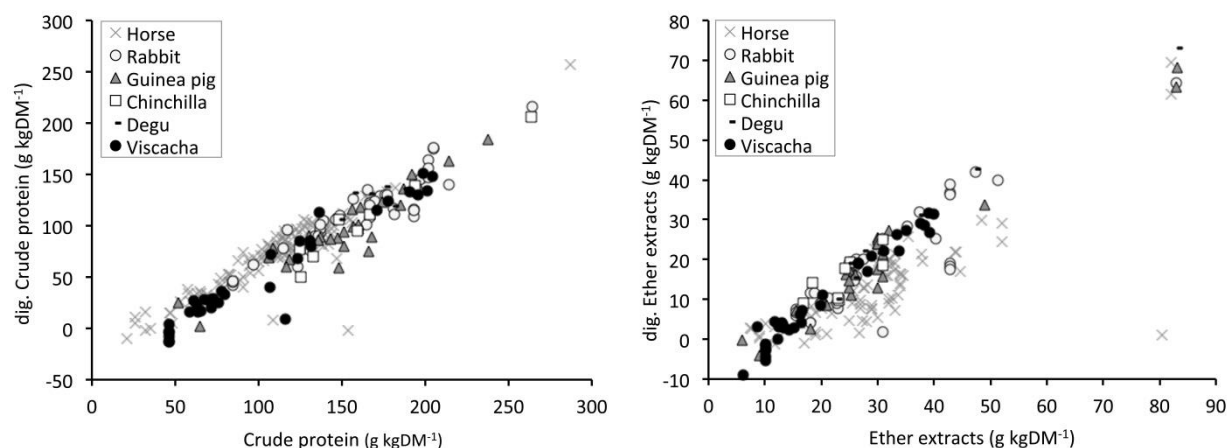 300
250
200
150
100
50
0
-50
0 50 100 150 200 250 300
Crude protein (g kgDM⁻¹)
dig. Crude protein (g kgDM⁻¹)
Horse
Rabbit
Guinea pig
Chinchilla
Degu
Viscacha
80
70
60
50
40
30
20
10
0
-10
0 10 20 30 40 50 60 70 80 90
Ether extracts (g kgDM⁻¹)
dig. Ether extracts (g kgDM⁻¹)
Horse
Rabbit
Guinea pig
Chinchilla
Degu
Viscacha